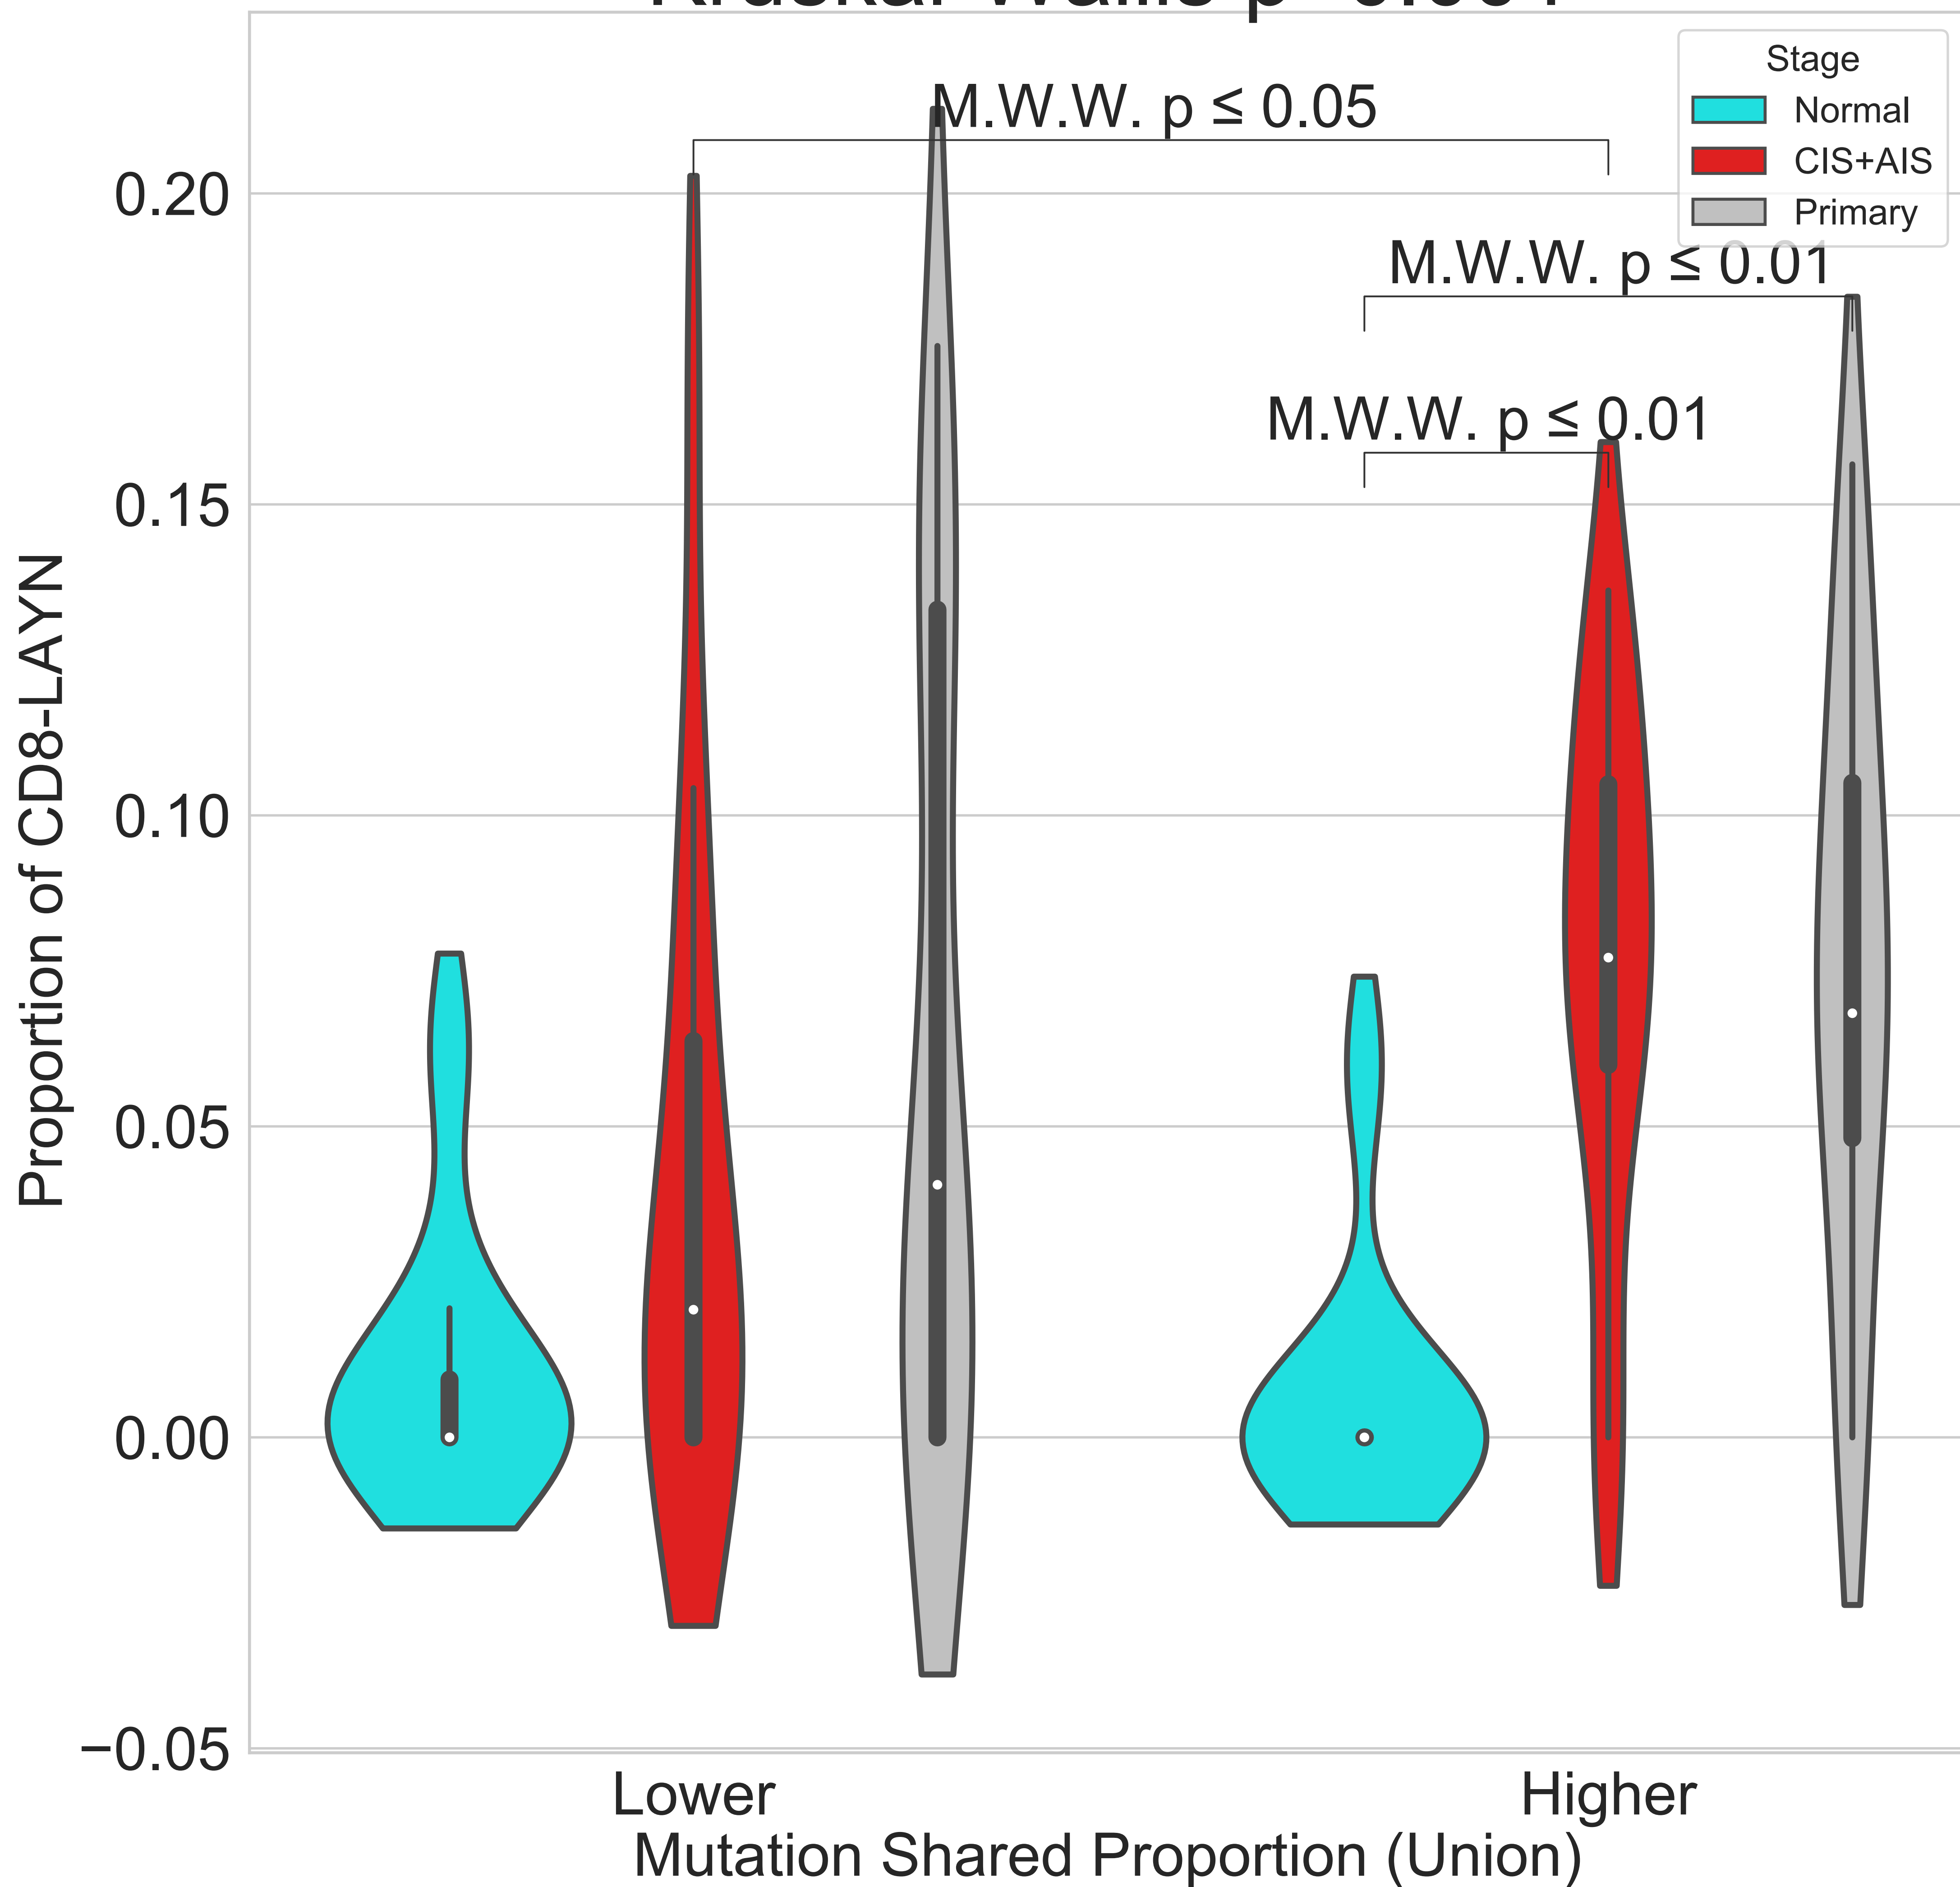 Stage
Normal
CIS+AIS
Primary
M.W.W. p ≤ 0.05
M.W.W. p ≤ 0.01
M.W.W. p ≤ 0.01
0.20
0.15
0.10
0.05
0.00
−0.05
Proportion of CD8-LAYN
Lower
Higher
Mutation Shared Proportion (Union)